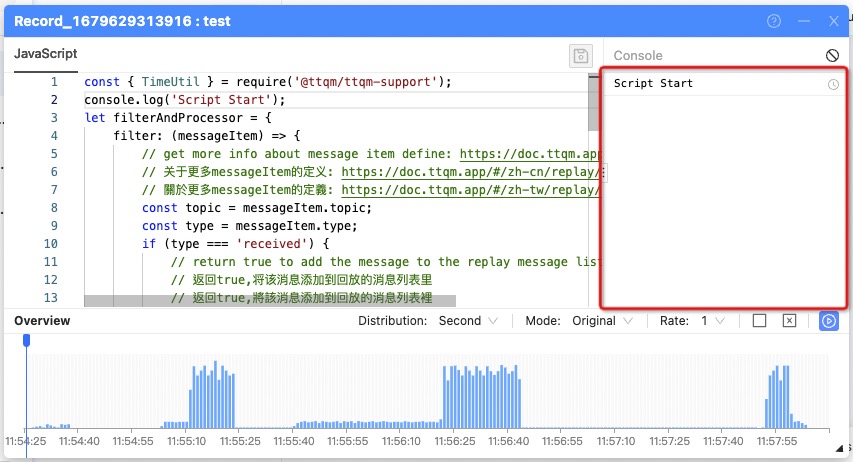 Record_1679629313916 : test
JavaScript
Console
1 const { TimeUtil } = require('@ttqm/ttqm-support');
2 console.log('Script Start');
3 let filterAndProcessor = {
4 filter: (messageItem) => {
5 // get more info about message item define: https://doc.ttqm.app
6 // 关于更多messageItem的定义: https://doc.ttqm.app/#/zh-cn/replay/
7 // 關於更多messageItem的定義: https://doc.ttqm.app/#/zh-tw/replay/
8 const topic = messageItem.topic;
9 const type = messageItem.type;
10 if (type === 'received') {
11 // return true to add the message to the replay message list
12 // 返回true,将该消息添加到回放的消息列表里
13 // 返回true,將該消息添加到回放的消息列表裡
Script Start
Overview
Distribution: Second
Mode: Original
Rate: 1
11:54:25 11:54:40 11:54:55 11:55:10 11:55:25 11:55:40 11:55:55 11:56:10 11:56:25 11:56:40 11:56:55 11:57:10 11:57:25 11:57:40 11:57:55